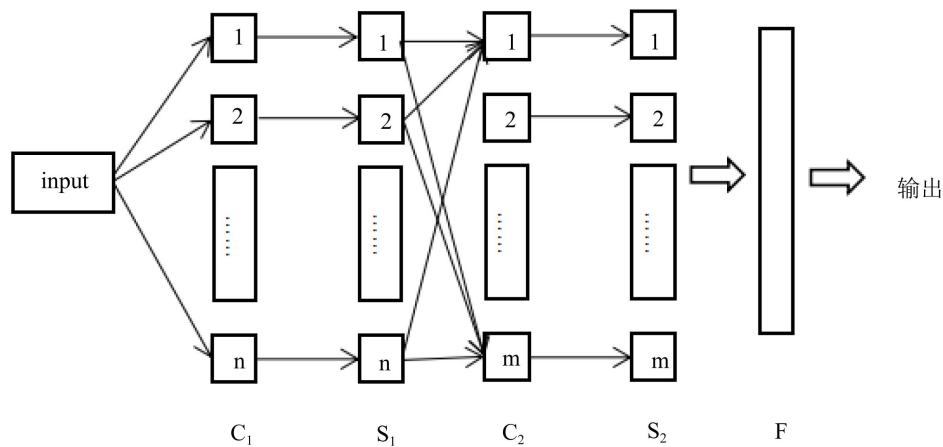 1 1 1 1
2 2 2 2
input
...... ...... ...... ......
输出
n n m m
C₁ S₁ C₂ S₂ F